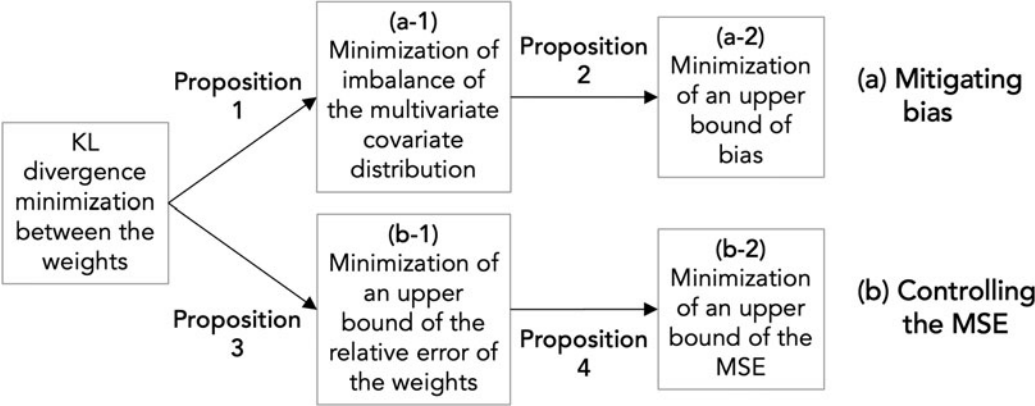 KL
divergence
minimization
between the
weights
Proposition
1
(a-1)
Minimization of
imbalance of
the multivariate
covariate
distribution
Proposition
2
(a-2)
Minimization
of an upper
bound of
bias
(a) Mitigating
bias
Proposition
3
(b-1)
Minimization of
an upper
bound of the
relative error of
the weights
Proposition
4
(b-2)
Minimization
of an upper
bound of the
MSE
(b) Controlling
the MSE